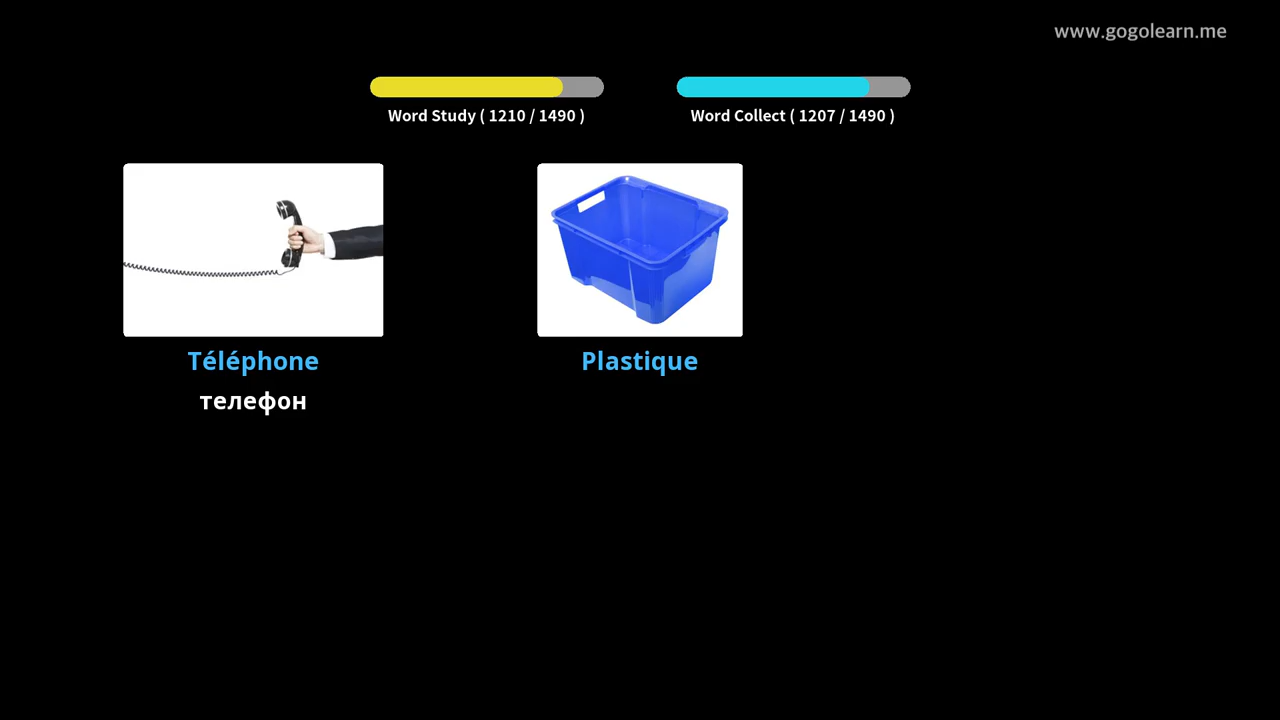 www.gogolearn.me
Word Study ( 1210 / 1490 )
Word Collect ( 1207 / 1490 )
Téléphone
Plastique
телефон